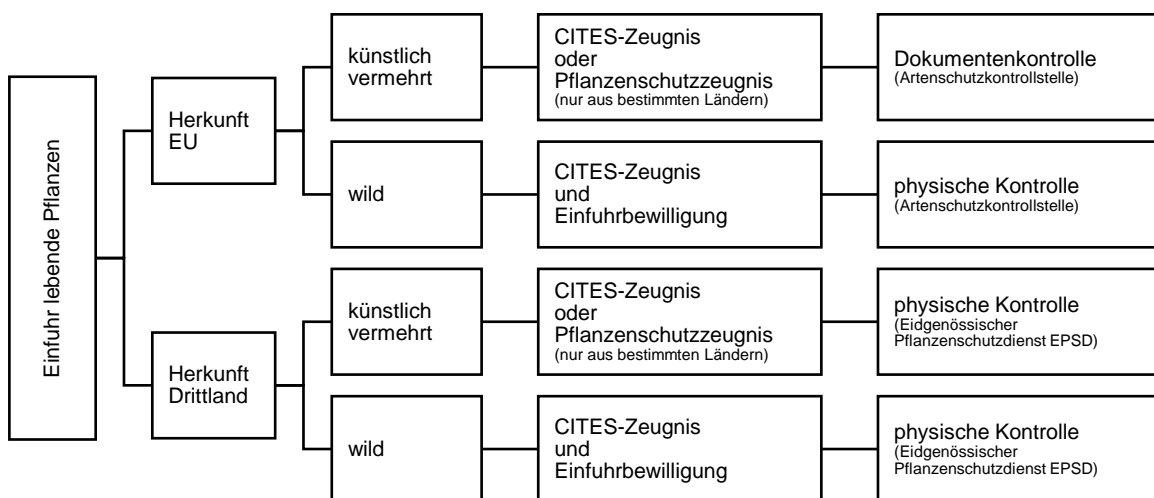 Einfuhr lebende Pflanzen
Herkunft
EU
künstlich
vermehrt
CITES-Zeugnis
oder
Pflanzenschutzzeugnis
(nur aus bestimmten Ländern)
Dokumentenkontrolle
(Artenschutzkontrollstelle)
wild
CITES-Zeugnis
und
Einfuhrbewilligung
physische Kontrolle
(Artenschutzkontrollstelle)
Herkunft
Drittland
künstlich
vermehrt
CITES-Zeugnis
oder
Pflanzenschutzzeugnis
(nur aus bestimmten Ländern)
physische Kontrolle
(Eidgenössischer
Pflanzenschutzdienst EPSD)
wild
CITES-Zeugnis
und
Einfuhrbewilligung
physische Kontrolle
(Eidgenössischer
Pflanzenschutzdienst EPSD)